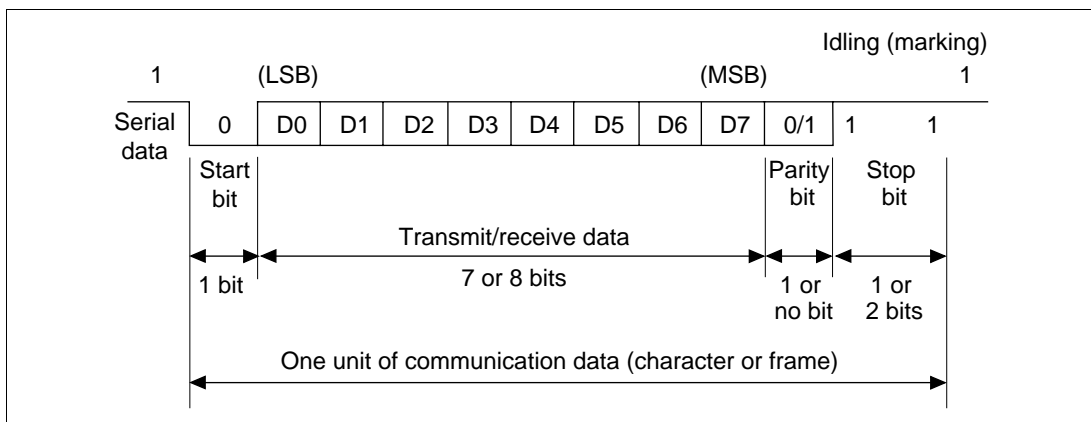 Idling (marking)
1 (LSB) (MSB) 1
Serial
data
0 D0 D1 D2 D3 D4 D5 D6 D7 0/1 1 1
Start
bit
Parity
bit
Stop
bit
Transmit/receive data
1 bit
7 or 8 bits
1 or
no bit
1 or
2 bits
One unit of communication data (character or frame)